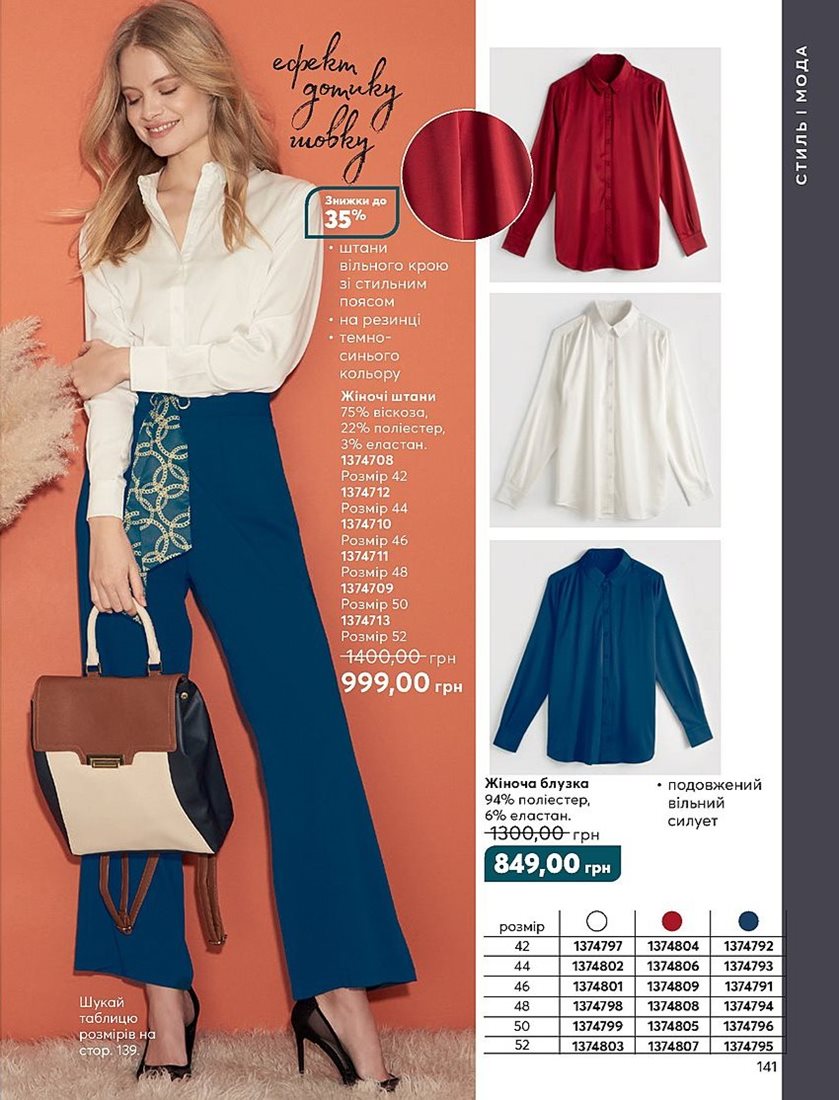 ефект
дотику
шовку
Знижки до
35%
• штани
вільного крою
зі стильним
поясом
• на резинці
• темно-
синього
кольору
Жіночі штани
75% віскоза,
22% поліестер,
3% еластан.
1374708
Розмір 42
1374712
Розмір 44
1374710
Розмір 46
1374711
Розмір 48
1374709
Розмір 50
1374713
Розмір 52
1400,00 грн
999,00 грн
Шукай
таблицю
розмірів на
стор. 139.
СТИЛЬ І МОДА
Жіноча блузка
94% поліестер,
6% еластан.
1300,00 грн
849,00 грн
• подовжений
вільний
силует
розмір
42 1374797 1374804 1374792
44 1374802 1374806 1374793
46 1374801 1374809 1374791
48 1374798 1374808 1374794
50 1374799 1374805 1374796
52 1374803 1374807 1374795
141